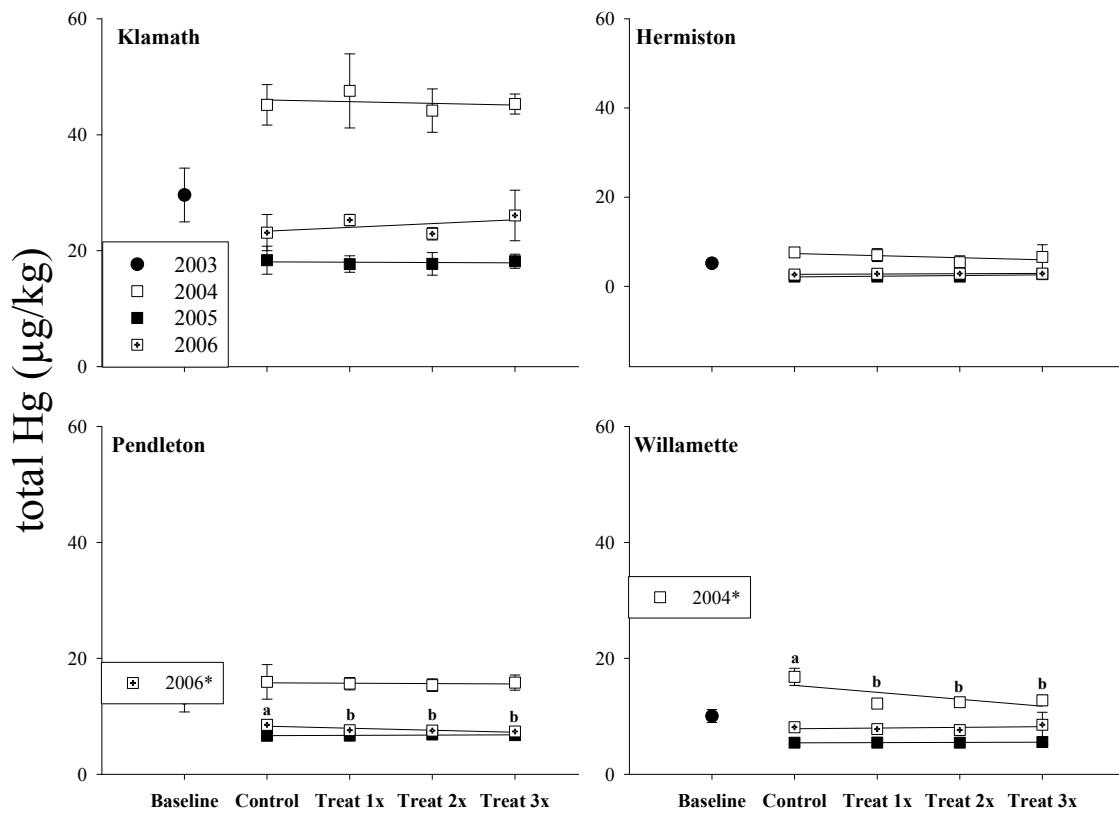 total Hg (µg/kg)
Klamath
60
40
20
0
2003
2004
2005
2006
Hermiston
60
40
20
0
Pendleton
60
40
20
0
2006*
a
b
b
b
Baseline
Control
Treat 1x
Treat 2x
Treat 3x
Willamette
60
40
20
0
2004*
a
b
b
b
Baseline
Control
Treat 1x
Treat 2x
Treat 3x